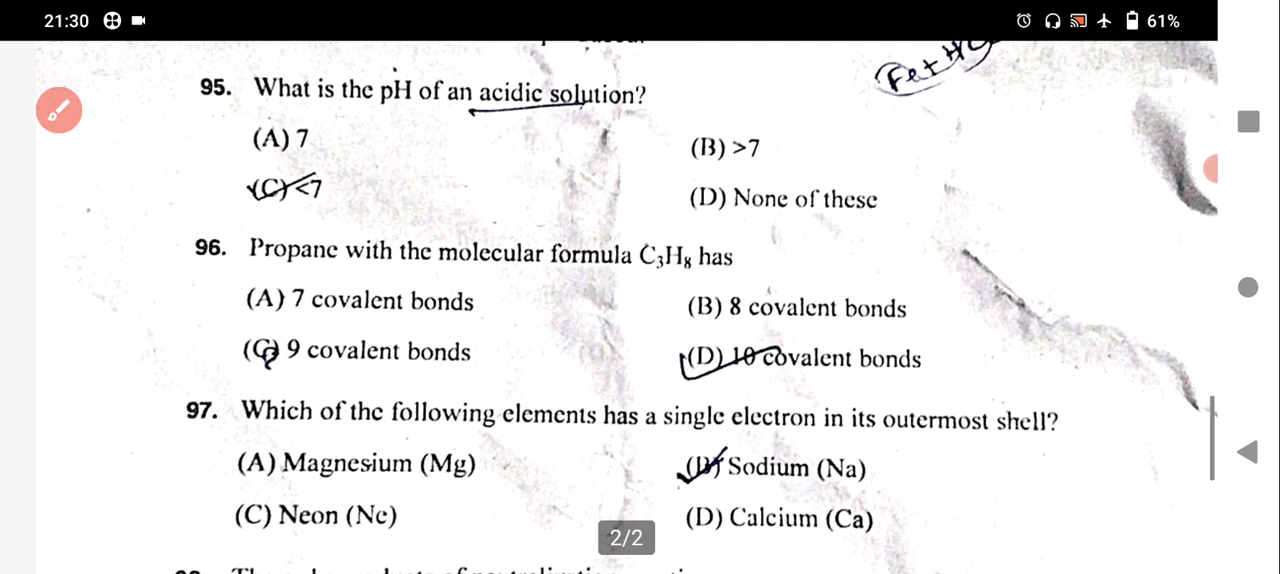 21:30 61%
Fe+H
95. What is the pH of an acidic solution?
(A) 7 (B) >7
(C) <7 (D) None of these
96. Propane with the molecular formula C₃H₈ has
(A) 7 covalent bonds (B) 8 covalent bonds
(C) 9 covalent bonds (D) 10 covalent bonds
97. Which of the following elements has a single electron in its outermost shell?
(A) Magnesium (Mg) (B) Sodium (Na)
(C) Neon (Ne) (D) Calcium (Ca)
2/2